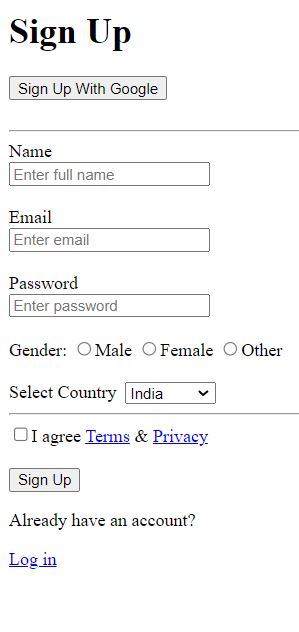 Sign Up
Sign Up With Google
Name
Enter full name
Email
Enter email
Password
Enter password
Gender: Male Female Other
Select Country India
I agree Terms & Privacy
Sign Up
Already have an account?
Log in